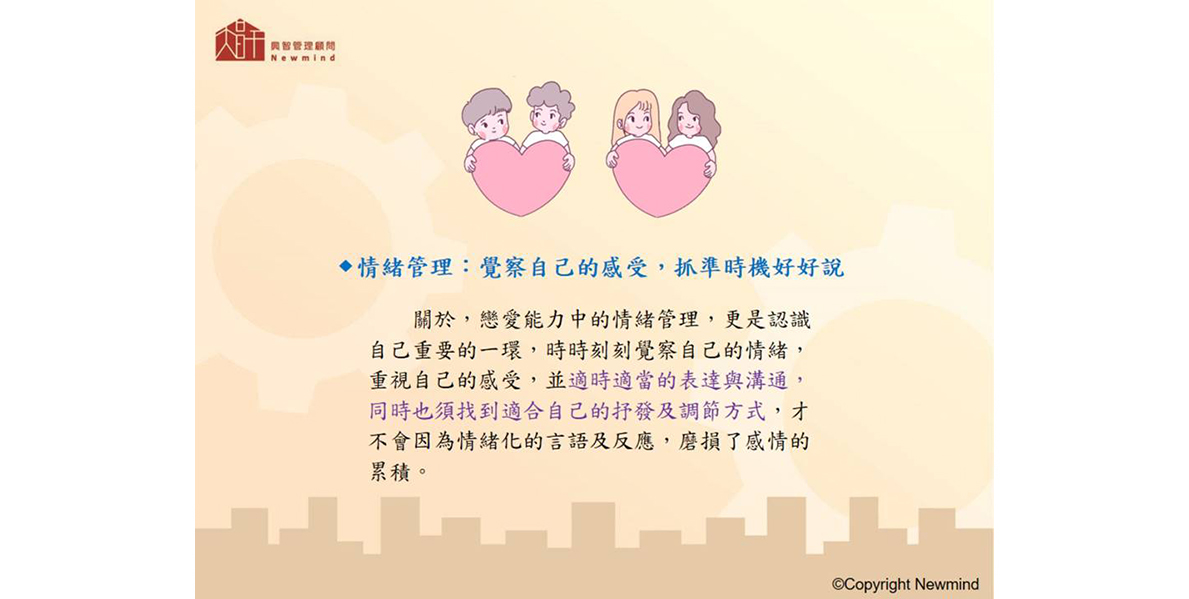 興智管理顧問
Newmind
◆情緒管理：覺察自己的感受，抓準時機好好說
關於，戀愛能力中的情緒管理，更是認識
自己重要的一環，時時刻刻覺察自己的情緒，
重視自己的感受，並適時適當的表達與溝通，
同時也須找到適合自己的抒發及調節方式，才
不會因為情緒化的言語及反應，磨損了感情的
累積。
©Copyright Newmind